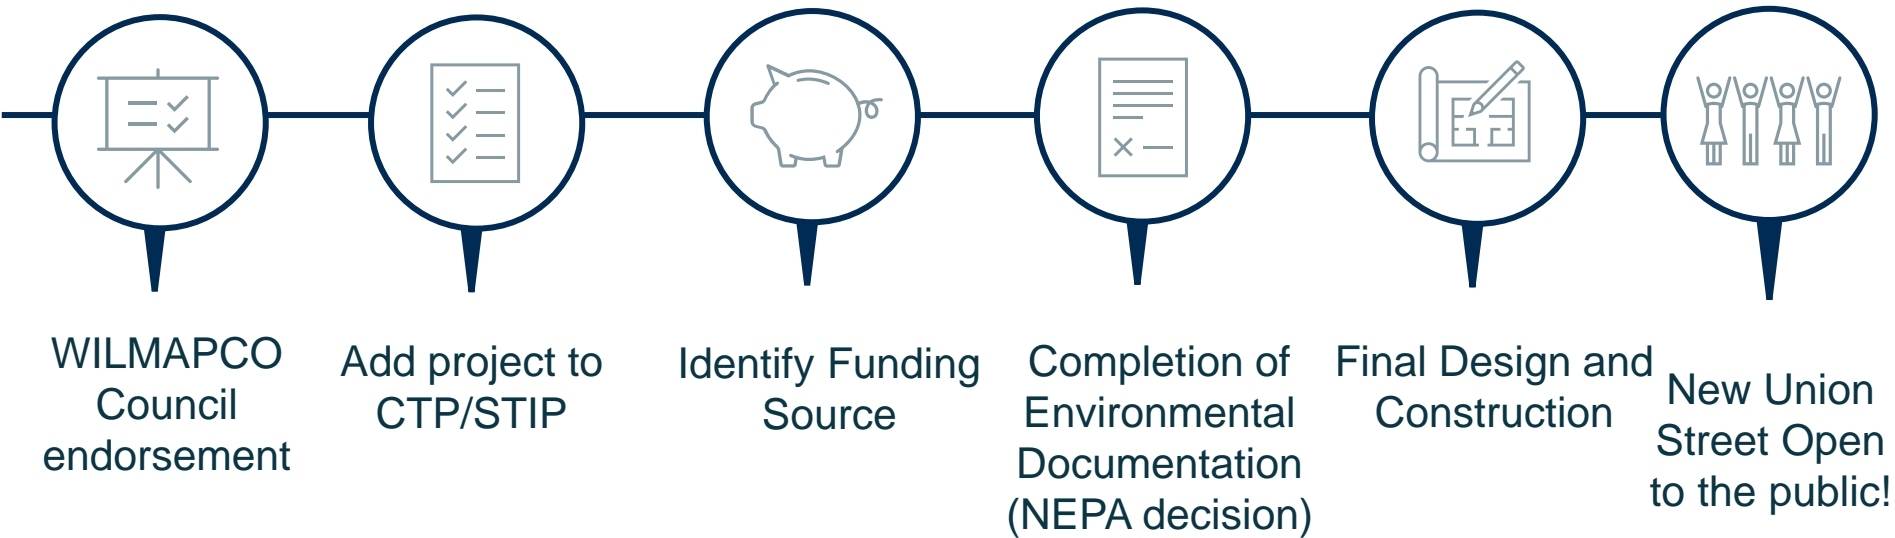 WILMAPCO
Council
endorsement
Add project to
CTP/STIP
Identify Funding
Source
Completion of
Environmental
Documentation
(NEPA decision)
Final Design and
Construction
New Union
Street Open
to the public!